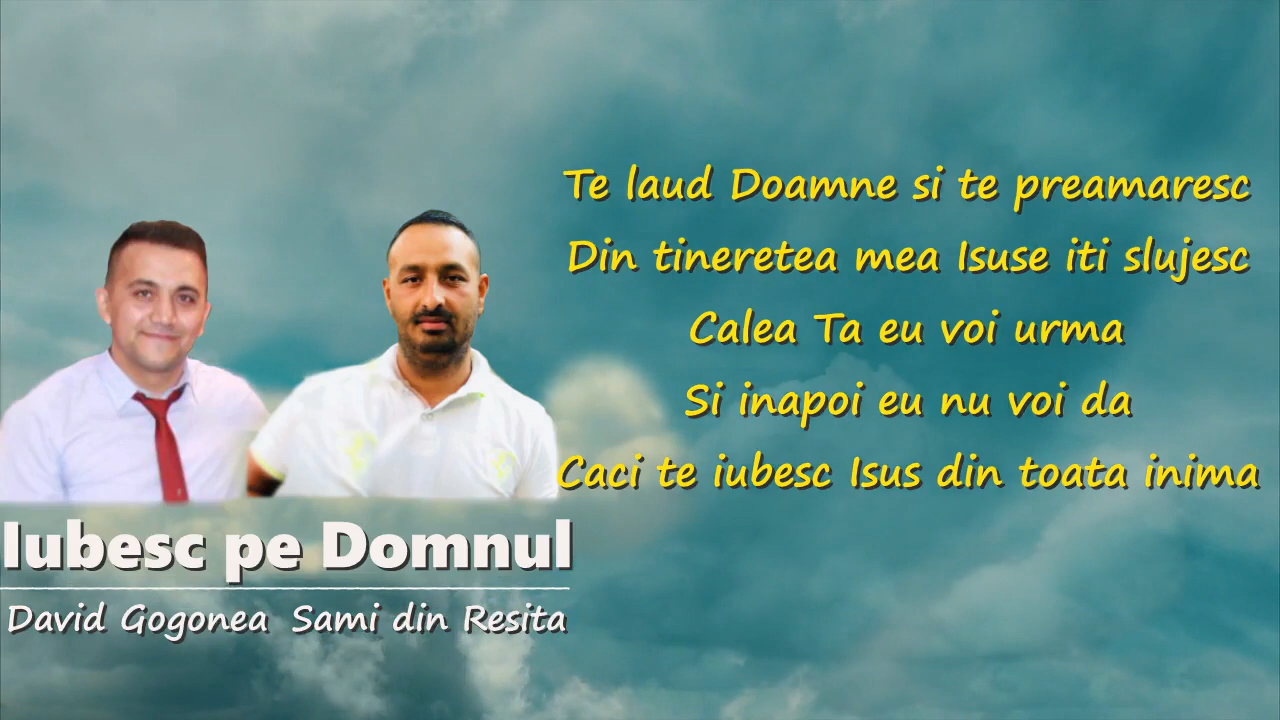 Te laud Doamne si te preamaresc
Din tineretea mea Isuse iti slujesc
Calea Ta eu voi urma
Si inapoi eu nu voi da
Caci te iubesc Isus din toata inima
Iubesc pe Domnul
David Gogonea Sami din Resita